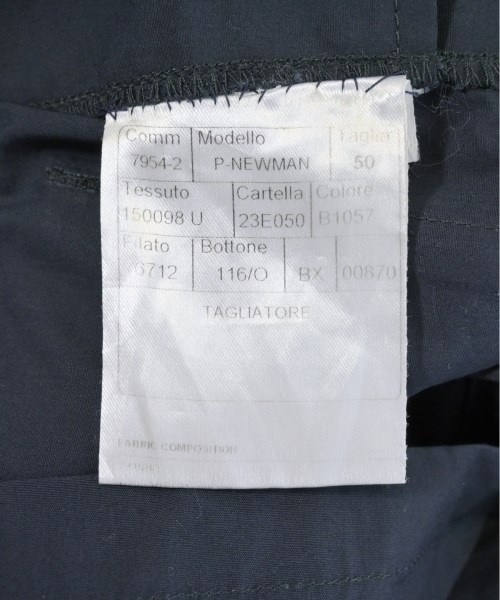 Comm Modello Taglia
7954-2 P-NEWMAN 50
Tessuto Cartella Colore
150098 U 23E050 B1057
Filato Bottone
6712 116/O BX 00870
TAGLIATORE
FABRIC COMPOSITION